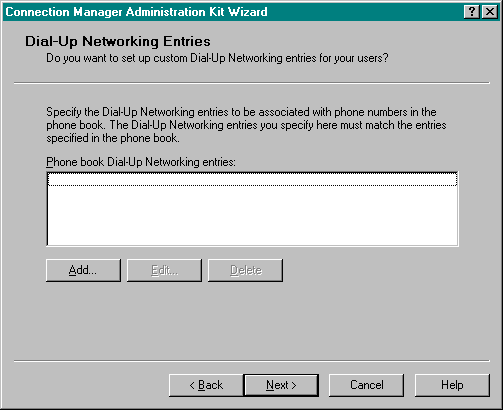 Connection Manager Administration Kit Wizard
Dial-Up Networking Entries
Do you want to set up custom Dial-Up Networking entries for your users?
Specify the Dial-Up Networking entries to be associated with phone numbers in the
phone book. The Dial-Up Networking entries you specify here must match the entries
specified in the phone book.
Phone book Dial-Up Networking entries:
Add... Edit... Delete
< Back Next > Cancel Help